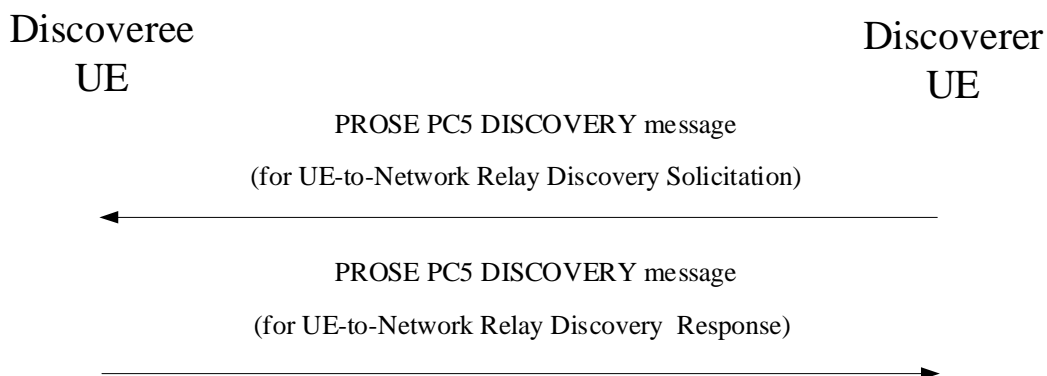 Discoveree
UE
Discoverer
UE
PROSE PC5 DISCOVERY message
(for UE-to-Network Relay Discovery Solicitation)
PROSE PC5 DISCOVERY message
(for UE-to-Network Relay Discovery Response)